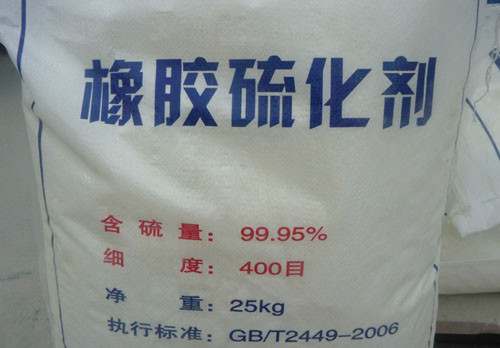 橡胶硫化剂
含硫量：99.95%
细度：400目
净重：25kg
执行标准：GB/T2449-2006